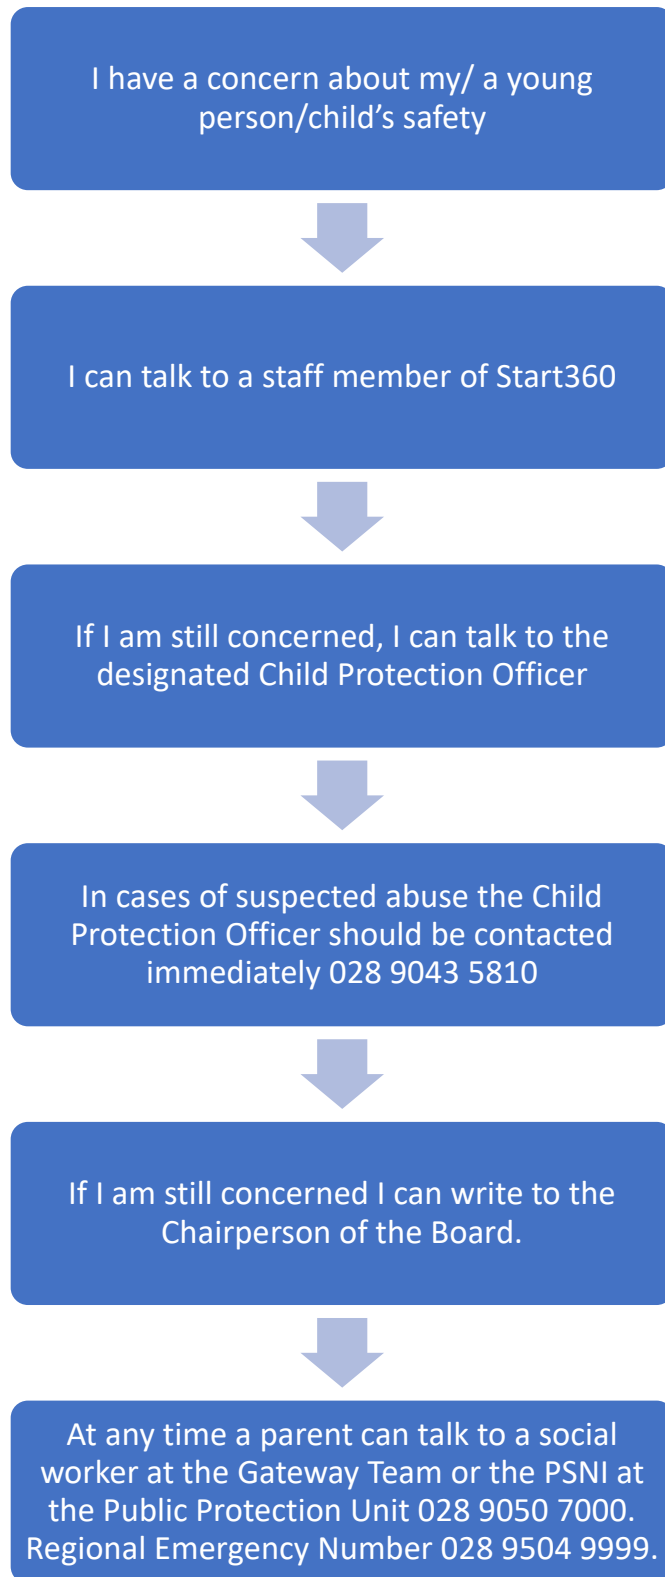 I have a concern about my/ a young
person/child’s safety
I can talk to a staff member of Start360
If I am still concerned, I can talk to the
designated Child Protection Officer
In cases of suspected abuse the Child
Protection Officer should be contacted
immediately 028 9043 5810
If I am still concerned I can write to the
Chairperson of the Board.
At any time a parent can talk to a social
worker at the Gateway Team or the PSNI at
the Public Protection Unit 028 9050 7000.
Regional Emergency Number 028 9504 9999.